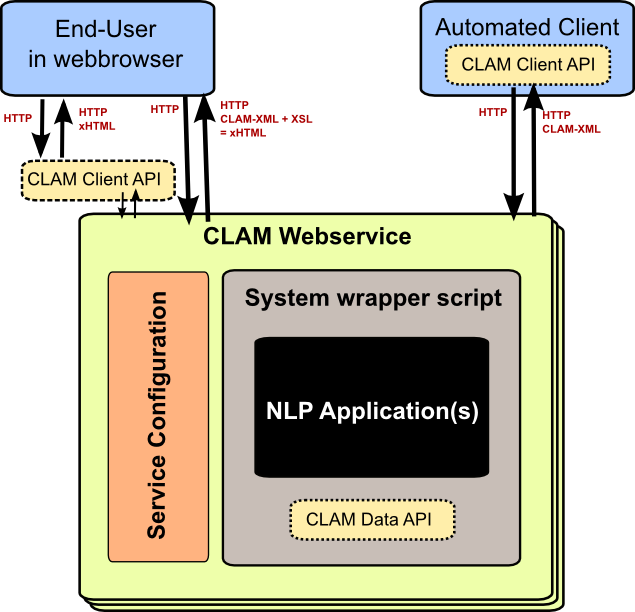 End-User
in webbrowser
Automated Client
CLAM Client API
HTTP
HTTP
xHTML
HTTP
HTTP
CLAM-XML + XSL
= xHTML
HTTP
HTTP
CLAM-XML
CLAM Client API
CLAM Webservice
Service Configuration
System wrapper script
NLP Application(s)
CLAM Data API